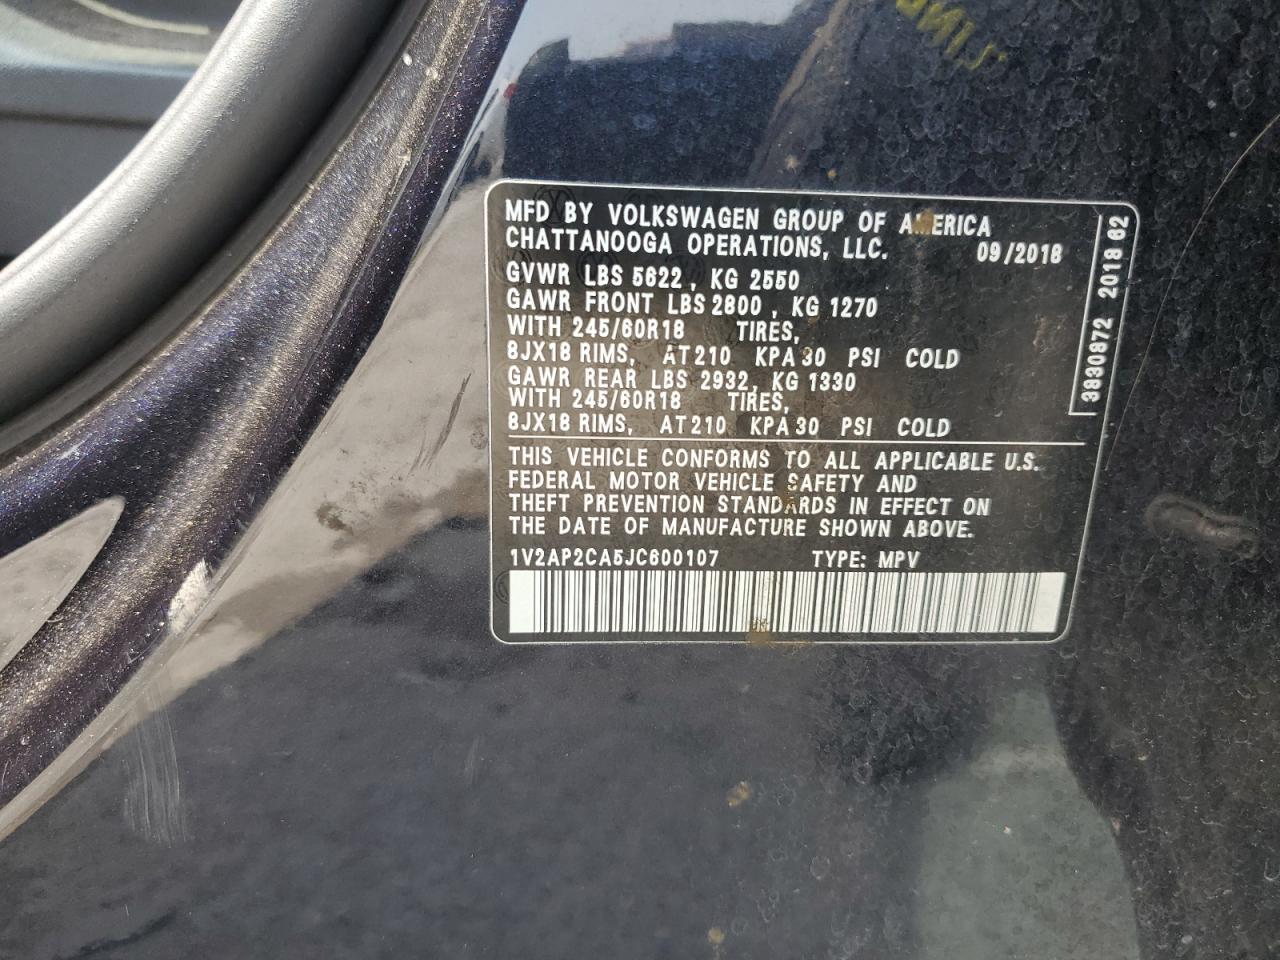 MFD BY VOLKSWAGEN GROUP OF AMERICA
CHATTANOOGA OPERATIONS, LLC. 09/2018
GVWR LBS 5622, KG 2550
GAWR FRONT LBS 2800, KG 1270
WITH 245/60R18 TIRES,
8JX18 RIMS, AT 210 KPA 30 PSI COLD
GAWR REAR LBS 2932, KG 1330
WITH 245/60R18 TIRES,
8JX18 RIMS, AT 210 KPA 30 PSI COLD
THIS VEHICLE CONFORMS TO ALL APPLICABLE U.S.
FEDERAL MOTOR VEHICLE SAFETY AND
THEFT PREVENTION STANDARDS IN EFFECT ON
THE DATE OF MANUFACTURE SHOWN ABOVE.
1V2AP2CA5JC600107 TYPE: MPV
3830872 2018 62